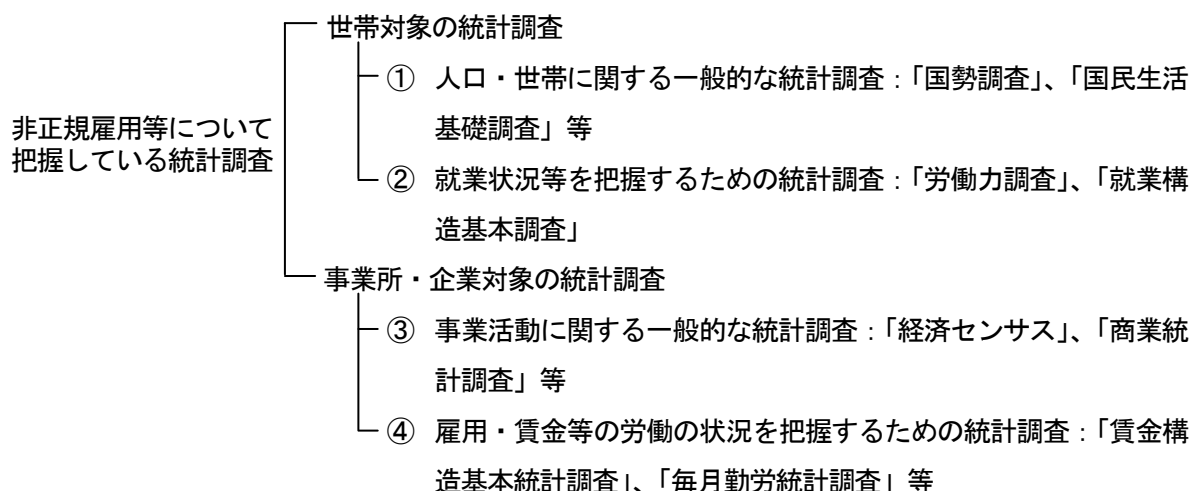 世帯対象の統計調査
① 人口・世帯に関する一般的な統計調査：「国勢調査」、「国民生活
基礎調査」等
非正規雇用等について
把握している統計調査
② 就業状況等を把握するための統計調査：「労働力調査」、「就業構
造基本調査」
事業所・企業対象の統計調査
③ 事業活動に関する一般的な統計調査：「経済センサス」、「商業統
計調査」等
④ 雇用・賃金等の労働の状況を把握するための統計調査：「賃金構
造基本統計調査」、「毎月勤労統計調査」等